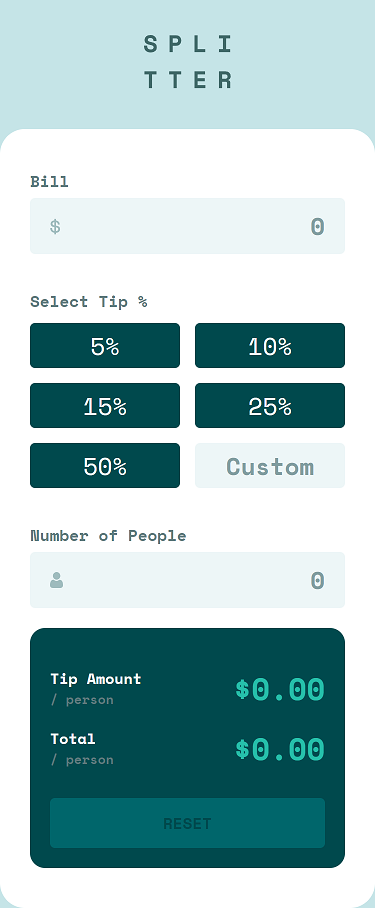 SPLI
TTER
Bill
$ 0
Select Tip %
5% 10%
15% 25%
50% Custom
Number of People
0
Tip Amount
/ person
$0.00
Total
/ person
$0.00
RESET